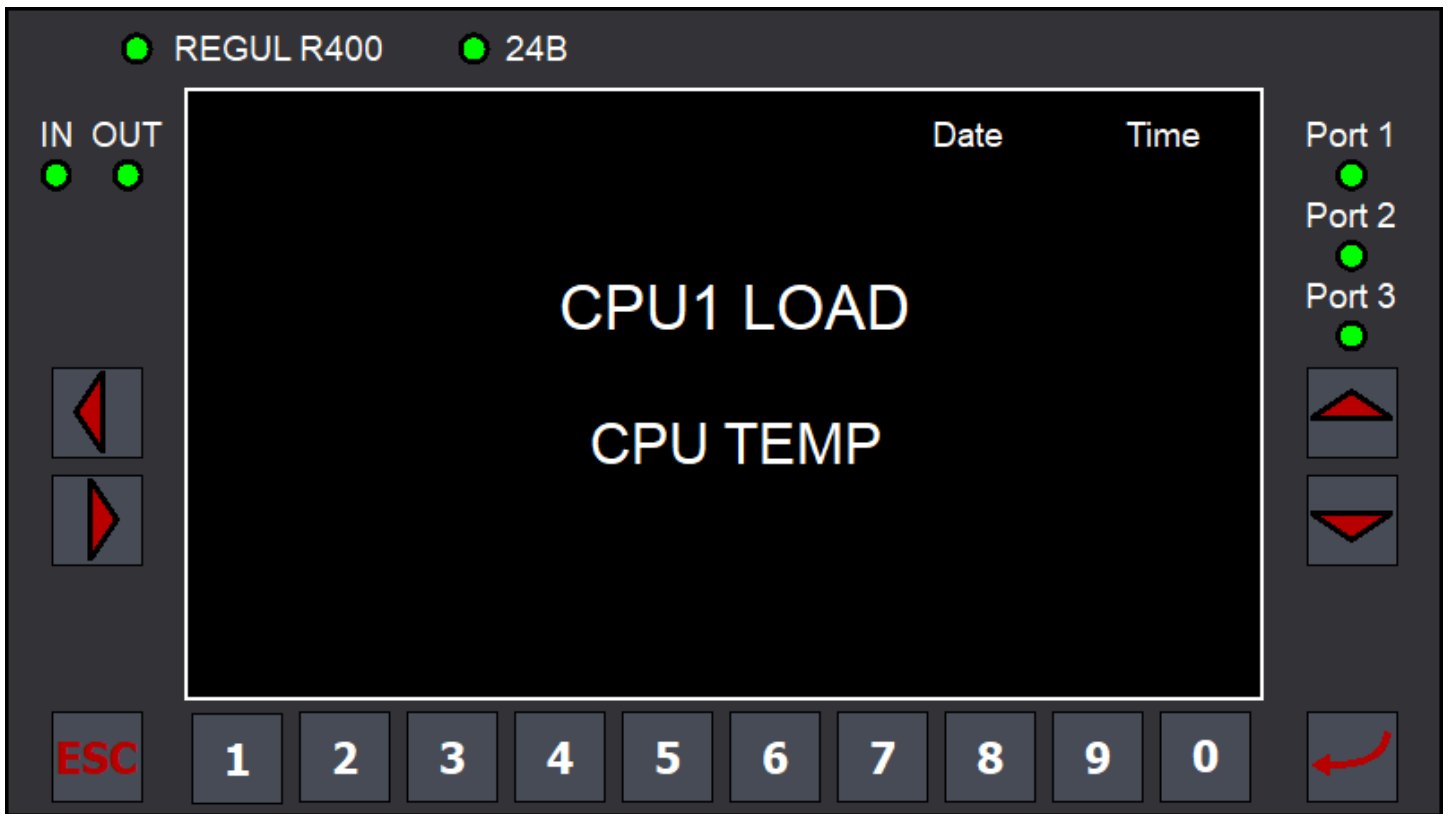 REGUL R400 24B
IN OUT
Date Time
Port 1
Port 2
Port 3
CPU1 LOAD
CPU TEMP
ESC 1 2 3 4 5 6 7 8 9 0